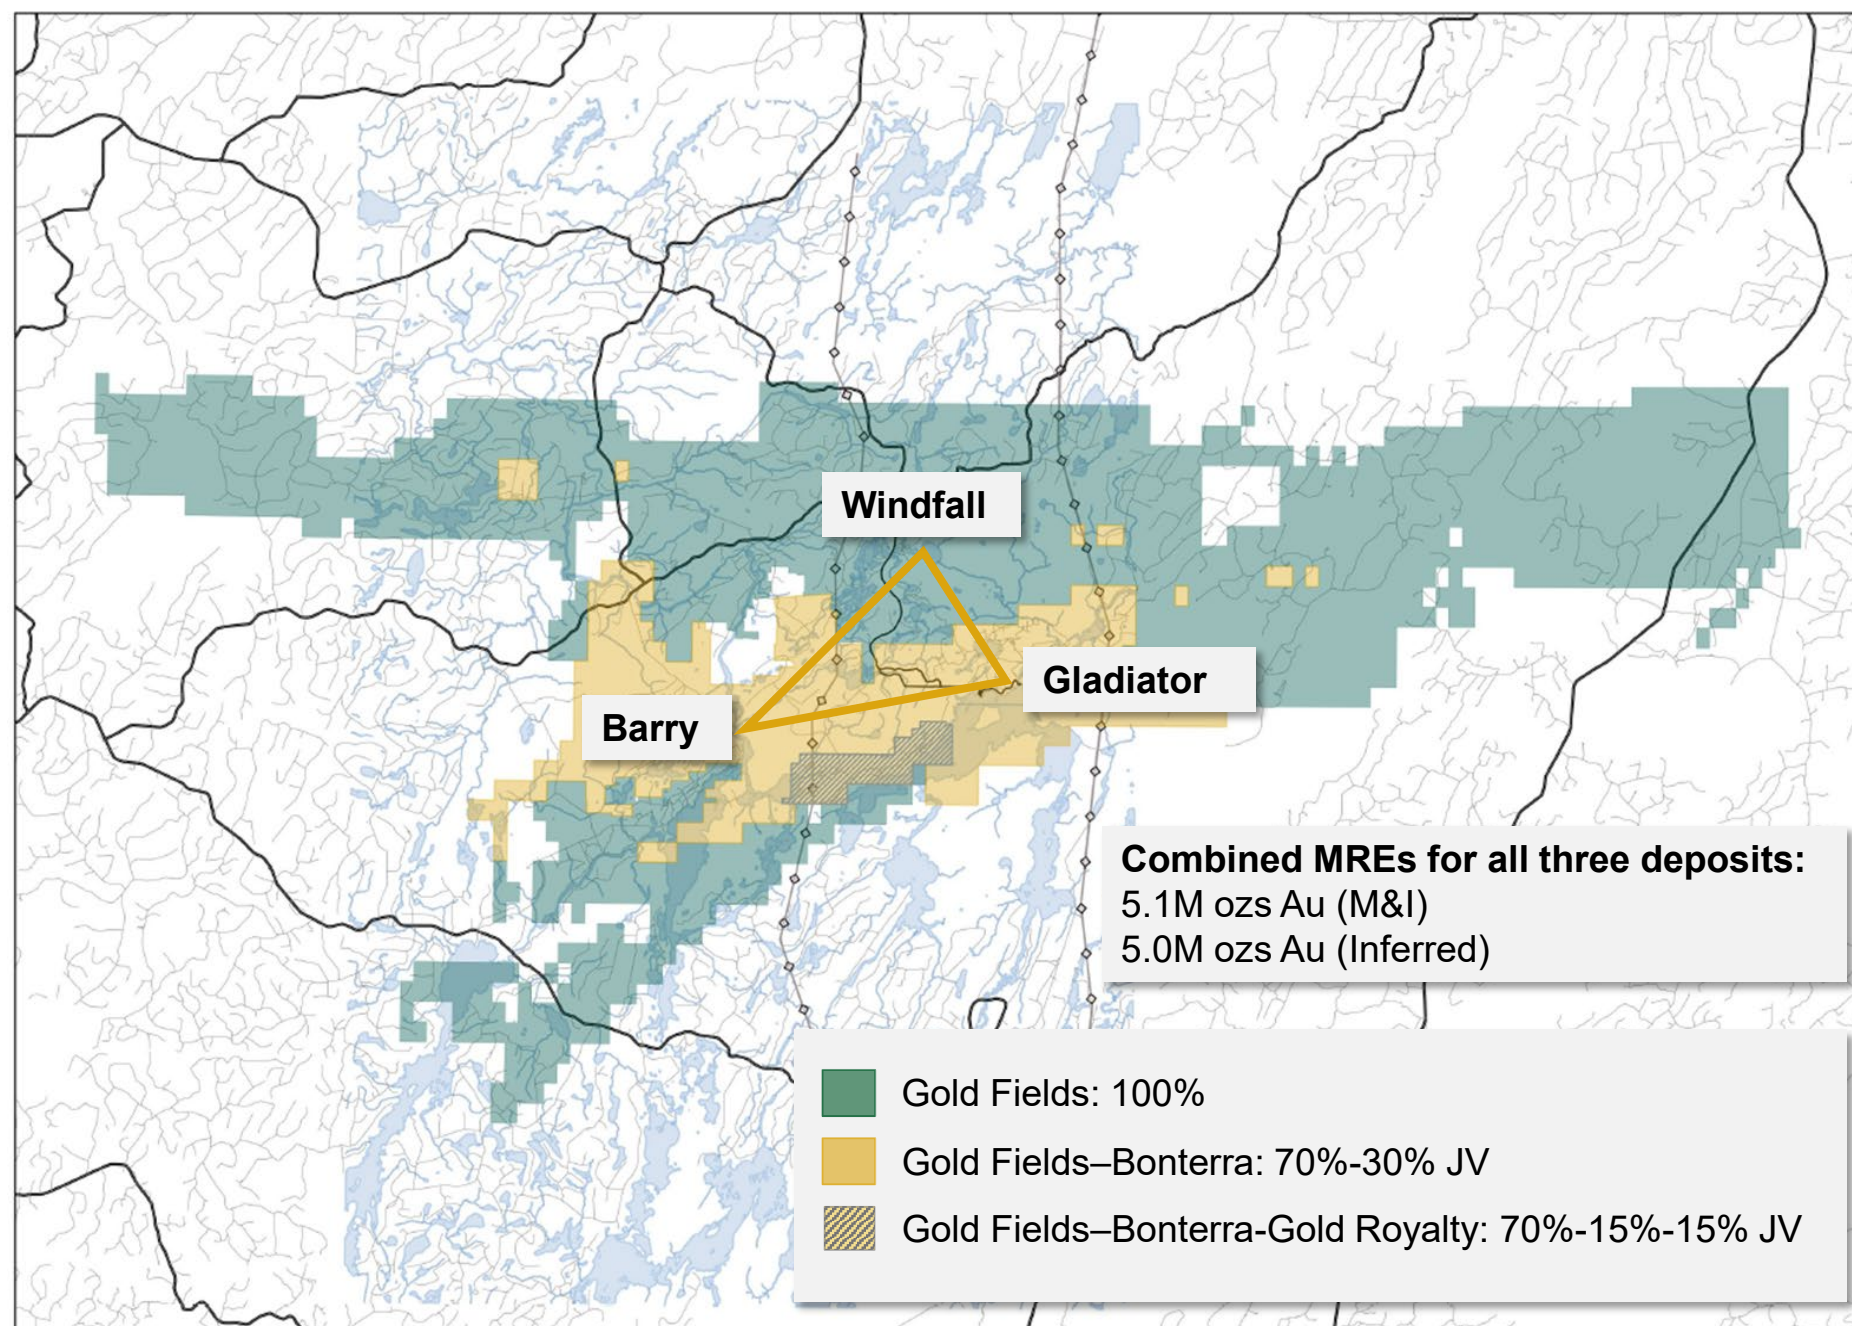 Windfall
Gladiator
Barry
Combined MREs for all three deposits:
5.1M ozs Au (M&I)
5.0M ozs Au (Inferred)
Gold Fields: 100%
Gold Fields–Bonterra: 70%-30% JV
Gold Fields–Bonterra-Gold Royalty: 70%-15%-15% JV